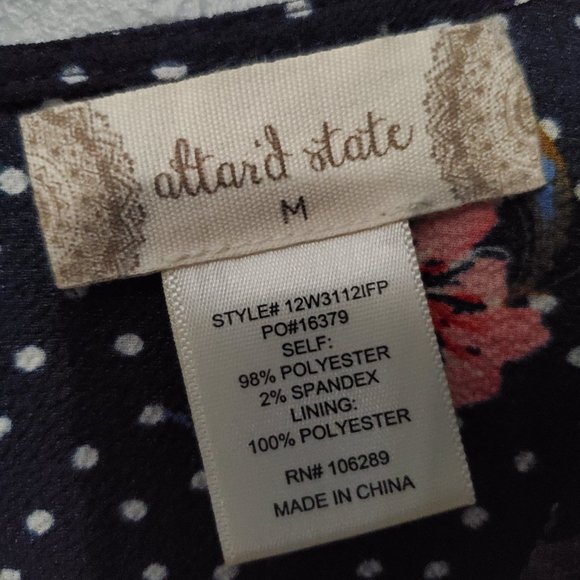 altar'd state
M
STYLE# 12W3112IFP
PO#16379
SELF:
98% POLYESTER
2% SPANDEX
LINING:
100% POLYESTER
RN# 106289
MADE IN CHINA